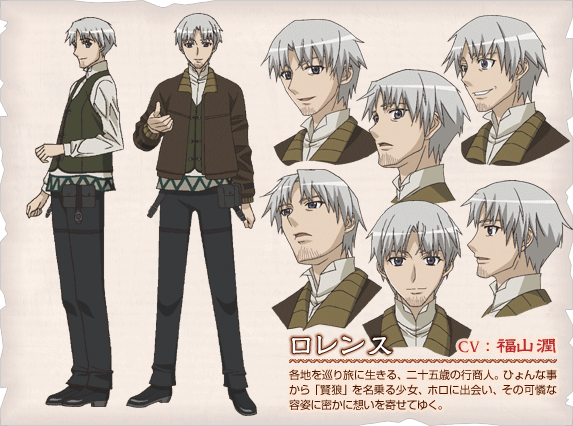 ロレンス CV：福山 潤
各地を巡り旅に生きる、二十五歳の行商人。ひょんな事
から「賢狼」を名乗る少女、ホロに出会い、その可憐な
容姿に密かに想いを寄せてゆく。